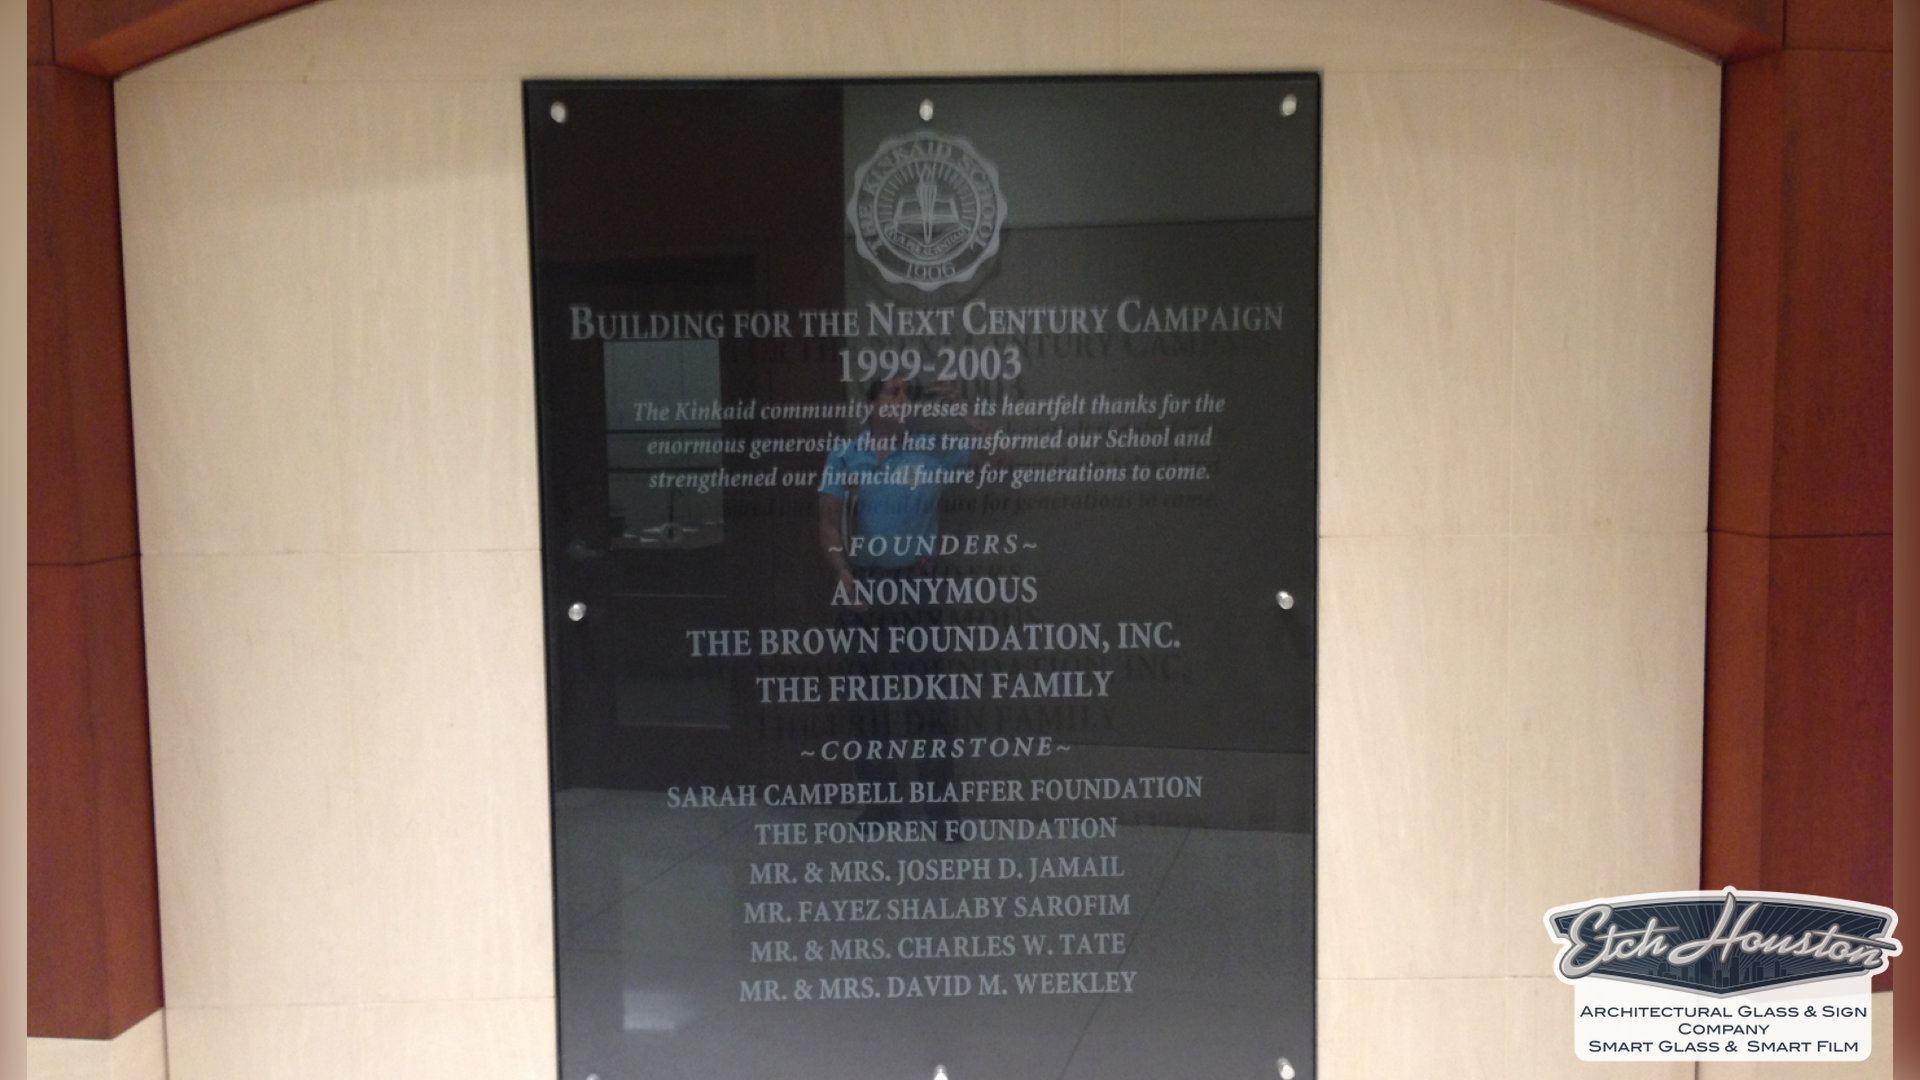 THE KINKAID SCHOOL
1906
BUILDING FOR THE NEXT CENTURY CAMPAIGN
1999-2003
The Kinkaid community expresses its heartfelt thanks for the
enormous generosity that has transformed our School and
strengthened our financial future for generations to come.
~FOUNDERS~
ANONYMOUS
THE BROWN FOUNDATION, INC.
THE FRIEDKIN FAMILY
~CORNERSTONE~
SARAH CAMPBELL BLAFFER FOUNDATION
THE FONDREN FOUNDATION
MR. & MRS. JOSEPH D. JAMAIL
MR. FAYEZ SHALABY SAROFIM
MR. & MRS. CHARLES W. TATE
MR. & MRS. DAVID M. WEEKLEY
Etch Houston
ARCHITECTURAL GLASS & SIGN
COMPANY
SMART GLASS & SMART FILM